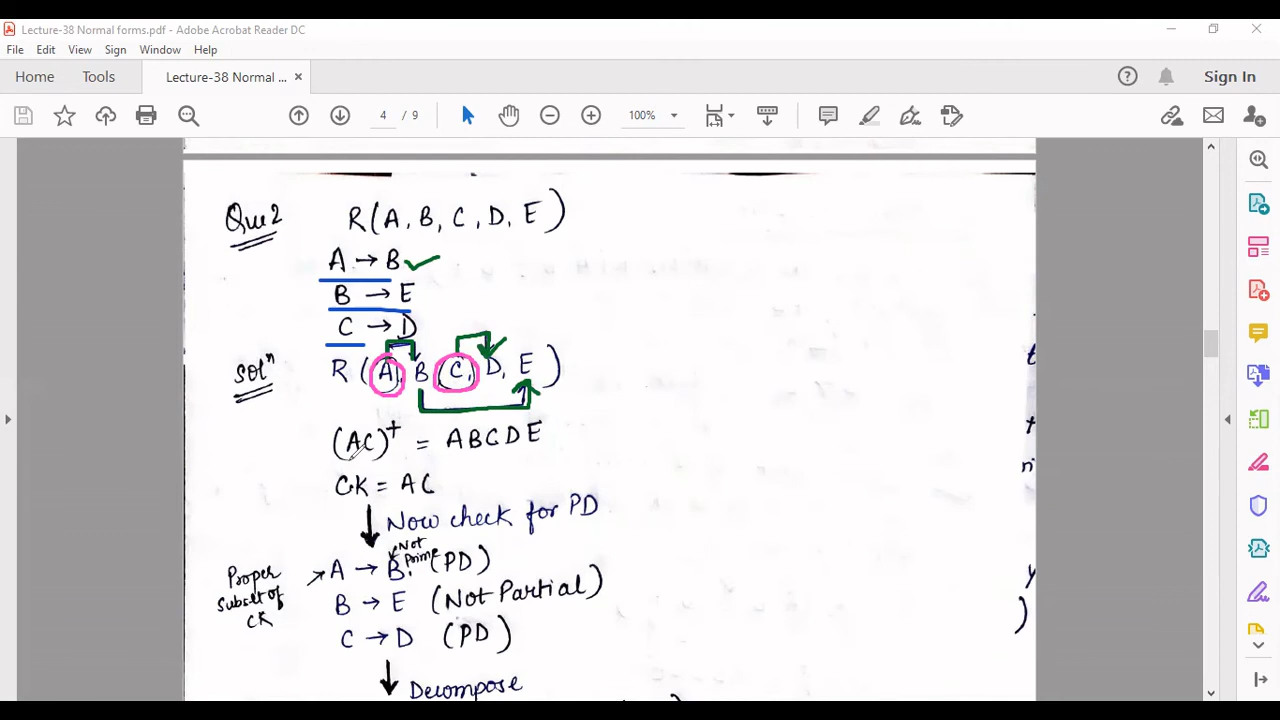 Lecture-38 Normal forms.pdf - Adobe Acrobat Reader DC
File Edit View Sign Window Help
Home Tools Lecture-38 Normal ... ×
Sign In
4 / 9
100%
Que2 R(A, B, C, D, E)
A → B
B → E
C → D
Solⁿ R(A, B, C, D, E)
(AC)⁺ = ABCDE
CK = AC
Now check for PD
Not
Prime
A → B. (PD)
Proper
Subset of
CK
B → E (Not Partial)
C → D (PD)
Decompose